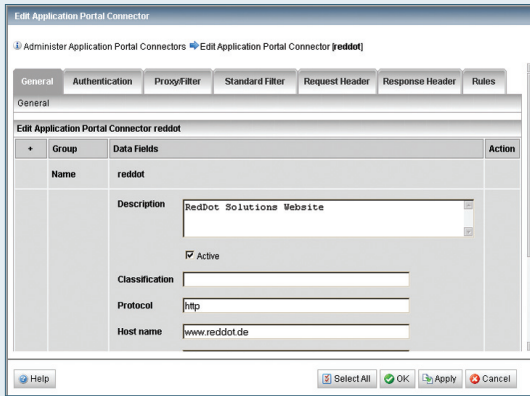 Edit Application Portal Connector
Administer Application Portal Connectors Edit Application Portal Connector [reddot]
General Authentication Proxy/Filter Standard Filter Request Header Response Header Rules
General
Edit Application Portal Connector reddot
+ Group Data Fields Action
Name reddot
Description RedDot Solutions Website
Active
Classification
Protocol http
Host name www.reddot.de
Help Select All OK Apply Cancel